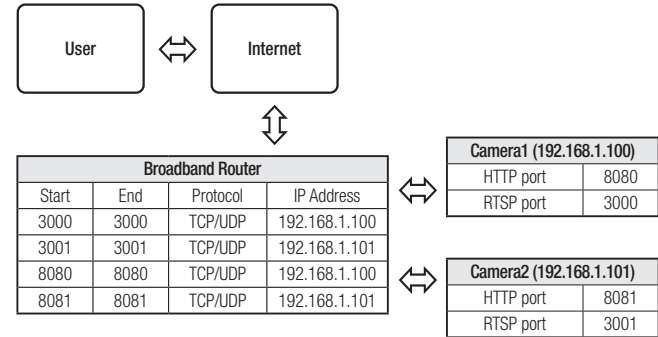 User
Internet
Broadband Router
Start End Protocol IP Address
3000 3000 TCP/UDP 192.168.1.100
3001 3001 TCP/UDP 192.168.1.101
8080 8080 TCP/UDP 192.168.1.100
8081 8081 TCP/UDP 192.168.1.101
Camera1 (192.168.1.100)
HTTP port 8080
RTSP port 3000
Camera2 (192.168.1.101)
HTTP port 8081
RTSP port 3001